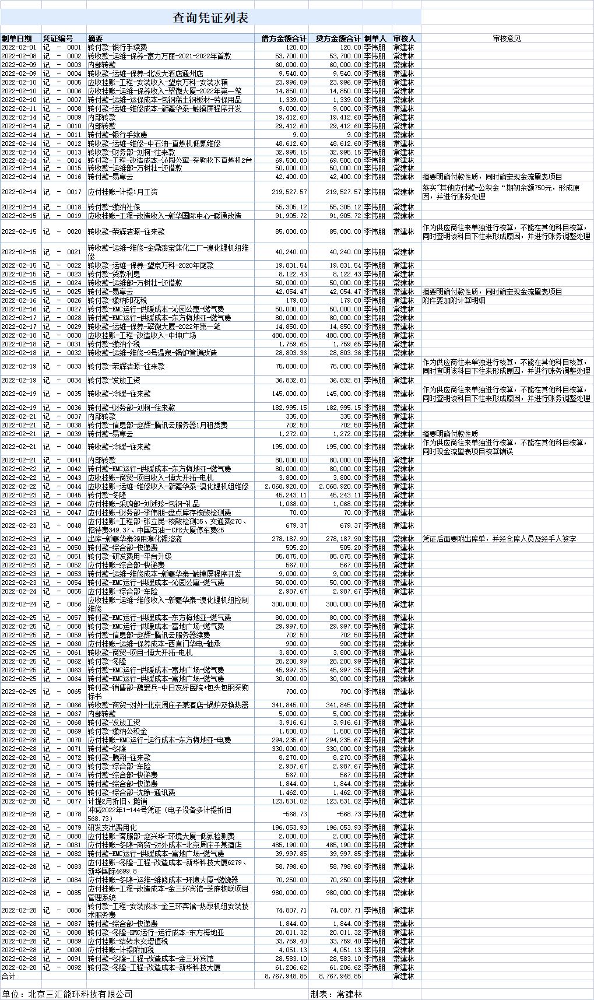 查询凭证列表
制单日期 凭证编号 摘要 借方金额合计 贷方金额合计 制单人 审核人 审核意见
2022-02-01 记 - 0001 转付款-银行手续费 120.00 120.00 李伟朋 常建林
2022-02-08 记 - 0002 转收款-运维-保养-富力万丽-2021-2022年首款 53,700.00 53,700.00 李伟朋 常建林
2022-02-09 记 - 0003 内部转款 60,000.00 60,000.00 李伟朋 常建林
2022-02-09 记 - 0004 转收款-运维-保养-北发大酒店通州店 9,540.00 9,540.00 李伟朋 常建林
2022-02-10 记 - 0005 应收挂账-工程-安装收入-望京万科-安装水箱 23,996.09 23,996.09 李伟朋 常建林
2022-02-10 记 - 0006 应收挂账-运维-保养收入-翠微大厦-2022年第一笔 14,850.00 14,850.00 李伟朋 常建林
2022-02-10 记 - 0007 转付款-运维-运保成本-包钢稀土钢板材-劳保用品 1,339.00 1,339.00 李伟朋 常建林
2022-02-11 记 - 0008 转付款-运维-维修成本-新疆华泰-触摸屏程序开发 9,000.00 9,000.00 李伟朋 常建林
2022-02-14 记 - 0009 内部转款 19,412.60 19,412.60 李伟朋 常建林
2022-02-14 记 - 0010 内部转款 29,412.60 29,412.60 李伟朋 常建林
2022-02-14 记 - 0011 转付款-银行手续费 9.00 9.00 李伟朋 常建林
2022-02-14 记 - 0012 转收款-运维-维修-中石油-直燃机低氮维修 48,612.60 48,612.60 李伟朋 常建林
2022-02-14 记 - 0013 转收款-财务部-刘柯-往来款 32,995.15 32,995.15 李伟朋 常建林
2022-02-14 记 - 0014 转付款-工程-改造成本-沁园公寓-采购松下直燃机2台 69,500.00 69,500.00 李伟朋 常建林
2022-02-14 记 - 0015 转收款-运维部-万树壮-还借款 50,000.00 50,000.00 李伟朋 常建林
2022-02-14 记 - 0016 转付款-易享云 42,400.00 42,400.00 李伟朋 常建林 摘要明确付款性质，同时确定现金流量表项目
2022-02-14 记 - 0017 应付挂账-计提1月工资 219,527.57 219,527.57 李伟朋 常建林 落实"其他应付款-公积金“期初余额750元，形成原
因，并进行账务处理
2022-02-14 记 - 0018 转付款-缴纳社保 55,305.12 55,305.12 李伟朋 常建林
2022-02-15 记 - 0019 应收挂账-工程-改造收入-新华国际中心-暖通改造 91,905.72 91,905.72 李伟朋 常建林
2022-02-15 记 - 0020 转收款-荣辉洁源-往来款 85,000.00 85,000.00 李伟朋 常建林 作为供应商往来单独进行核算，不能在其他科目核算，
同时查明该科目下往来形成原因，并进行账务调整处理
2022-02-15 记 - 0021 转收款-运维-维修-金鼎潞宝焦化二厂-溴化锂机组维
修 40,240.00 40,240.00 李伟朋 常建林
2022-02-15 记 - 0022 转收款-运维-保养-望京万科-2020年尾款 19,831.54 19,831.54 李伟朋 常建林
2022-02-15 记 - 0023 转付款-贷款利息 8,122.43 8,122.43 李伟朋 常建林
2022-02-15 记 - 0024 转付款-运维部-万树壮-还借款 50,000.00 50,000.00 李伟朋 常建林
2022-02-15 记 - 0025 转付款-易享云 42,054.47 42,054.47 李伟朋 常建林 摘要明确付款性质，同时确定现金流量表项目
2022-02-16 记 - 0026 转付款-缴纳印花税 179.00 179.00 李伟朋 常建林 附件要加附计算明细
2022-02-16 记 - 0027 转付款-EMC运行-供暖成本-沁园公寓-燃气费 50,000.00 50,000.00 李伟朋 常建林
2022-02-17 记 - 0028 转付款-EMC运行-供暖成本-东方梅地亚-燃气费 80,000.00 80,000.00 李伟朋 常建林
2022-02-17 记 - 0029 转收款-运维-保养-翠微大厦-2022年第一笔 14,850.00 14,850.00 李伟朋 常建林
2022-02-18 记 - 0030 应收挂账-工程-改造收入-中坤广场 480,000.00 480,000.00 李伟朋 常建林
2022-02-18 记 - 0031 转付款-缴纳个税 1,759.65 1,759.65 李伟朋 常建林
2022-02-18 记 - 0032 转收款-运维-维修-9号温泉-锅炉管道改造 28,803.36 28,803.36 李伟朋 常建林
2022-02-19 记 - 0033 转付款-荣辉洁源-往来款 75,000.00 75,000.00 李伟朋 常建林 作为供应商往来单独进行核算，不能在其他科目核算，
同时查明该科目下往来形成原因，并进行账务调整处理
2022-02-19 记 - 0034 转付款-发放工资 36,832.81 36,832.81 李伟朋 常建林
2022-02-19 记 - 0035 转收款-冷暖-往来款 145,000.00 145,000.00 李伟朋 常建林 作为供应商往来单独进行核算，不能在其他科目核算，
同时查明该科目下往来形成原因，并进行账务调整处理
2022-02-19 记 - 0036 转付款-财务部-刘柯-往来款 182,995.15 182,995.15 李伟朋 常建林
2022-02-21 记 - 0037 内部转款 335.00 335.00 李伟朋 常建林
2022-02-21 记 - 0038 转付款-信息部-赵辉-腾讯云服务器1月租赁费 702.50 702.50 李伟朋 常建林
2022-02-21 记 - 0039 转付款-易享云 1,272.00 1,272.00 李伟朋 常建林 摘要明确付款性质
2022-02-21 记 - 0040 转收款-冷暖-往来款 195,000.00 195,000.00 李伟朋 常建林 作为供应商往来单独进行核算，不能在其他科目核算，
同时现金流量表项目核算错误
2022-02-21 记 - 0041 内部转款 80,000.00 80,000.00 李伟朋 常建林
2022-02-22 记 - 0042 转付款-EMC运行-供暖成本-东方梅地亚-燃气费 80,000.00 80,000.00 李伟朋 常建林
2022-02-22 记 - 0043 应收挂账-商贸-项目收入-博大开拓-电机 3,800.00 3,800.00 李伟朋 常建林
2022-02-22 记 - 0044 应收挂账-运维-维修收入-新疆华泰-溴化锂机组维修 2,068,920.00 2,068,920.00 李伟朋 常建林
2022-02-23 记 - 0045 转付款-冬隆 45,243.11 45,243.11 李伟朋 常建林
2022-02-23 记 - 0046 应付挂账-采购部-刘述珍-包钢-礼品 1,068.00 1,068.00 李伟朋 常建林
2022-02-23 记 - 0047 应付挂账-财务部-李伟朋-盘点库存核酸检测费 70.00 70.00 李伟朋 常建林
2022-02-23 记 - 0048 应付挂账-工程部-张立昆-核酸检测35、交通费270、
招待费349.37、中国石油—CPE大厦停车费25 679.37 679.37 李伟朋 常建林
2022-02-23 记 - 0049 出库-新疆华泰领用溴化锂溶液 278,187.90 278,187.90 李伟朋 常建林 凭证后面要附出库单，并经仓库人员及经手人签字
2022-02-23 记 - 0050 转付款-综合部-快递费 505.20 505.20 李伟朋 常建林
2022-02-23 记 - 0051 转付款-研发费用-平台升级 85,875.00 85,875.00 李伟朋 常建林
2022-02-23 记 - 0052 应付挂账-综合部-快递费 567.00 567.00 李伟朋 常建林
2022-02-23 记 - 0053 转付款-运维-维修成本-新疆华泰-触摸屏程序开发 9,000.00 9,000.00 李伟朋 常建林
2022-02-23 记 - 0054 转付款-EMC运行-供暖成本-沁园公寓-燃气费 50,000.00 50,000.00 李伟朋 常建林
2022-02-24 记 - 0055 应付挂账-综合部-车险 2,987.67 2,987.67 李伟朋 常建林
2022-02-24 记 - 0056 应收挂账-运维-维修收入-新疆华泰-溴化锂机组控制
维修 300,000.00 300,000.00 李伟朋 常建林
2022-02-25 记 - 0057 转付款-EMC运行-供暖成本-东方梅地亚-燃气费 80,000.00 80,000.00 李伟朋 常建林
2022-02-25 记 - 0058 转付款-EMC运行-供暖成本-富地广场-燃气费 29,997.50 29,997.50 李伟朋 常建林
2022-02-25 记 - 0059 转付款-信息部-赵辉-腾讯云服务器续费 702.50 702.50 李伟朋 常建林
2022-02-25 记 - 0060 应付挂账-运维-保养成本-西直门华电-轴承 900.00 900.00 李伟朋 常建林
2022-02-25 记 - 0061 转收款-商贸-项目-博大开拓-电机 3,800.00 3,800.00 李伟朋 常建林
2022-02-25 记 - 0062 转付款-冬隆 28,200.99 28,200.99 李伟朋 常建林
2022-02-25 记 - 0063 转付款-EMC运行-供暖成本-富地广场-燃气费 45,997.35 45,997.35 李伟朋 常建林
2022-02-25 记 - 0064 转付款-EMC运行-供暖成本-富地广场-燃气费 30,000.00 30,000.00 李伟朋 常建林
2022-02-25 记 - 0065 转付款-销售部-魏爱兵-中日友好医院+包头包钢采购
标书 700.00 700.00 李伟朋 常建林
2022-02-28 记 - 0066 转收款-商贸-对外-北京周庄子某酒店-锅炉及换热器 341,845.00 341,845.00 李伟朋 常建林
2022-02-28 记 - 0067 内部转款 5,000.00 5,000.00 李伟朋 常建林
2022-02-28 记 - 0068 转付款-发放工资 3,916.61 3,916.61 李伟朋 常建林
2022-02-28 记 - 0069 转付款-缴纳公积金 1,500.00 1,500.00 李伟朋 常建林
2022-02-28 记 - 0070 应付挂账-EMC运行-运行成本-东方梅地亚-电费 294,235.67 294,235.67 李伟朋 常建林
2022-02-28 记 - 0071 转付款-冬隆 330,000.00 330,000.00 李伟朋 常建林
2022-02-28 记 - 0072 转付款-腾翔-往来款 8,270.00 8,270.00 李伟朋 常建林
2022-02-28 记 - 0073 转付款-综合部-车险 2,987.67 2,987.67 李伟朋 常建林
2022-02-28 记 - 0074 转付款-综合部-快递费 567.00 567.00 李伟朋 常建林
2022-02-28 记 - 0075 转付款-综合部-快递费 1,844.00 1,844.00 李伟朋 常建林
2022-02-28 记 - 0076 转付款-综合部-沈铮-通讯费 1,462.00 1,462.00 李伟朋 常建林
2022-02-28 记 - 0077 计提2月折旧、摊销 123,531.02 123,531.02 李伟朋 常建林
2022-02-28 记 - 0078 冲减2022年1-144号凭证（电子设备多计提折旧
568.73） -568.73 -568.73 李伟朋 常建林
2022-02-28 记 - 0079 研发支出费用化 196,053.93 196,053.93 李伟朋 常建林
2022-02-28 记 - 0080 应付挂账-客服部-赵兴华-环境大厦-低氮检测费 2,000.00 2,000.00 李伟朋 常建林
2022-02-28 记 - 0081 应付挂账-冬隆-商贸-对外成本-北京周庄子某酒店 485,190.00 485,190.00 李伟朋 常建林
2022-02-28 记 - 0082 转付款-EMC运行-供暖成本-富地广场-燃气费 39,997.85 39,997.85 李伟朋 常建林
2022-02-28 记 - 0083 应付挂账-冬隆-工程-改造成本-新华科技大厦6279、
新华国际4699.8 58,798.60 58,798.60 李伟朋 常建林
2022-02-28 记 - 0084 应付挂账-冬隆-运维-维修成本-环境大厦-燃烧器 70,250.00 70,250.00 李伟朋 常建林
2022-02-28 记 - 0085 应付挂账-工程-改造成本-金三环宾馆-芝麻物联项目
管理系统 980,000.00 980,000.00 李伟朋 常建林
2022-02-28 记 - 0086 转付款-工程-安装成本-金三环宾馆-热泵机组安装技
术服务费 74,807.71 74,807.71 李伟朋 常建林
2022-02-28 记 - 0087 转付款-综合部-快递费 1,844.00 1,844.00 李伟朋 常建林
2022-02-28 记 - 0088 转付款-冬隆-EMC运行-运行成本-东方梅地亚 20,011.32 20,011.32 李伟朋 常建林
2022-02-28 记 - 0089 应付挂账-结转未交增值税 33,759.40 33,759.40 李伟朋 常建林
2022-02-28 记 - 0090 应付挂账-计提附加税 4,051.13 4,051.13 李伟朋 常建林
2022-02-28 记 - 0091 转付款-冬隆-工程-改造成本-金三环宾馆 28,583.10 28,583.10 李伟朋 常建林
2022-02-28 记 - 0092 转付款-冬隆-工程-改造成本-新华科技大厦 61,206.62 61,206.62 李伟朋 常建林
合计 8,767,948.85 8,767,948.85 常建林
单位：北京三汇能环科技有限公司 制表：常建林